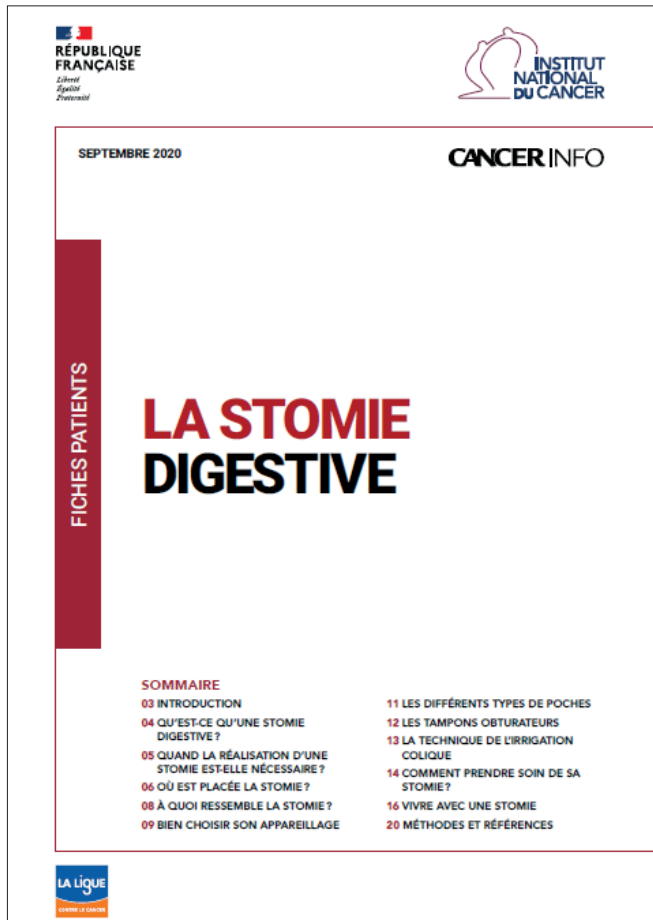 RÉPUBLIQUE
FRANÇAISE
Liberté
Égalité
Fraternité
INSTITUT
NATIONAL
DU CANCER
SEPTEMBRE 2020
CANCERINFO
FICHES PATIENTS
LA STOMIE
DIGESTIVE
SOMMAIRE
03 INTRODUCTION
04 QU'EST-CE QU'UNE STOMIE
DIGESTIVE ?
05 QUAND LA RÉALISATION D'UNE
STOMIE EST-ELLE NÉCESSAIRE ?
06 OÙ EST PLACÉE LA STOMIE ?
08 À QUOI RESSEMBLE LA STOMIE ?
09 BIEN CHOISIR SON APPAREILLAGE
11 LES DIFFÉRENTS TYPES DE POCHES
12 LES TAMPONS OBTURATEURS
13 LA TECHNIQUE DE L'IRRIGATION
COLIQUE
14 COMMENT PRENDRE SOIN DE SA
STOMIE ?
16 VIVRE AVEC UNE STOMIE
20 MÉTHODES ET RÉFÉRENCES
LA LIGUE
CONTRE LE CANCER